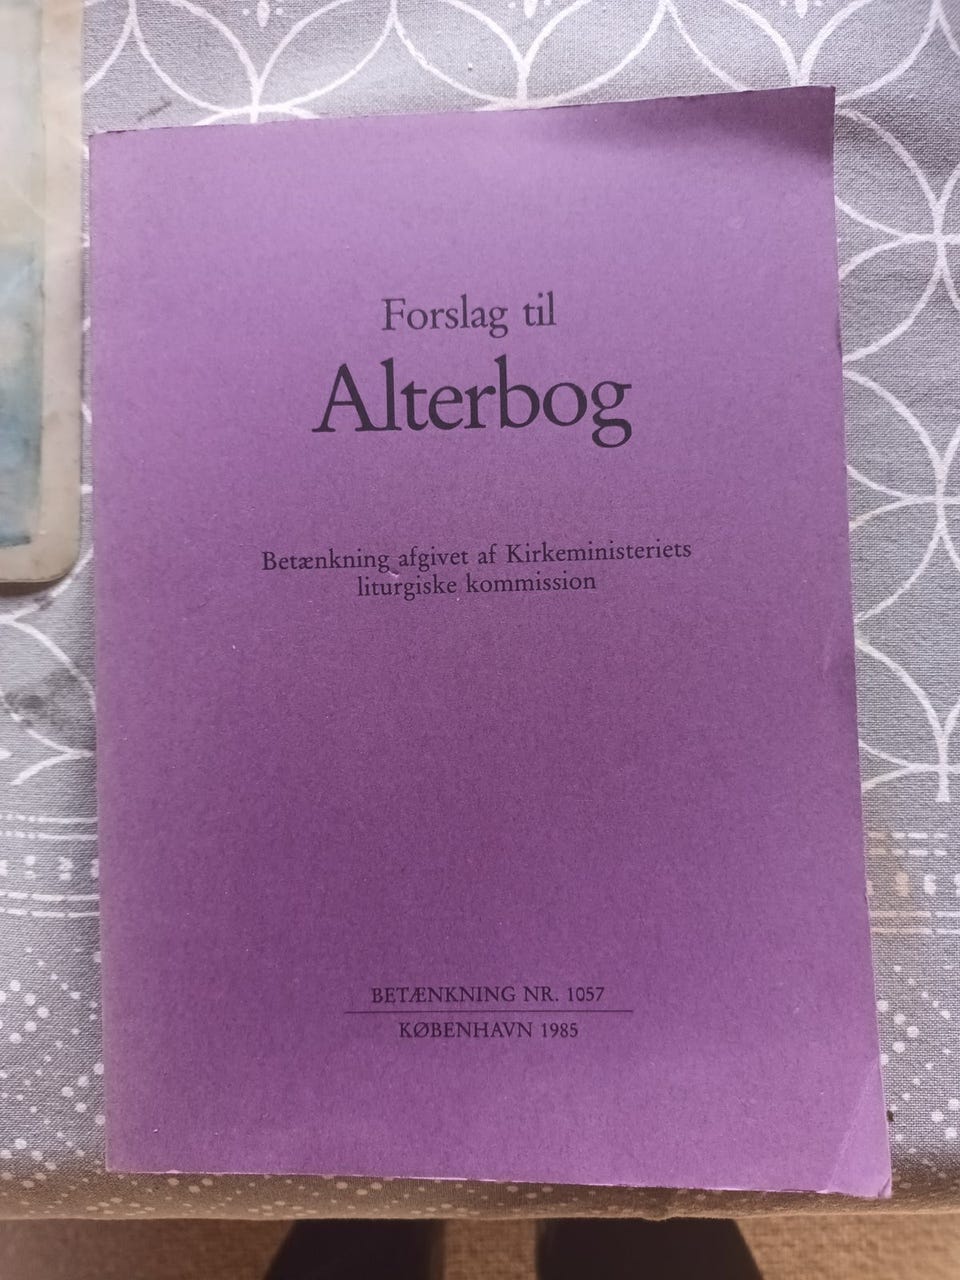 Forslag til
Alterbog
Betænkning afgivet af Kirkeministeriets
liturgiske kommission
BETÆNKNING NR. 1057
KØBENHAVN 1985